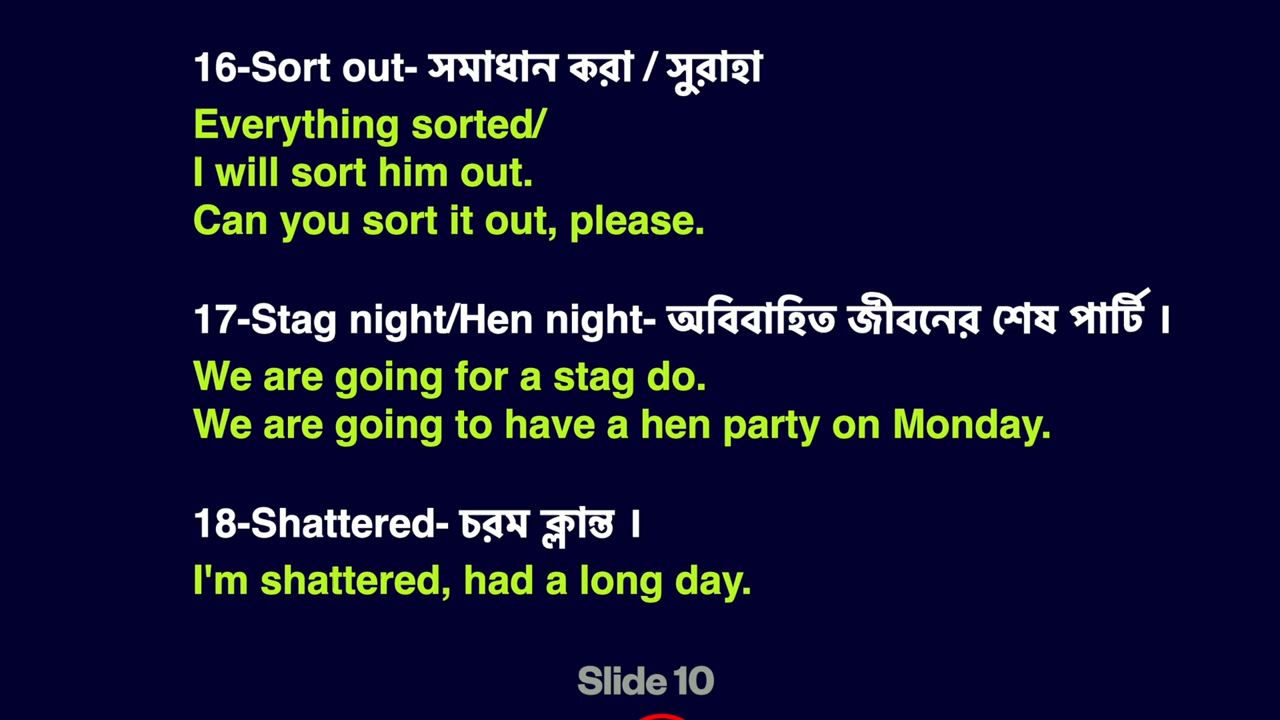 16-Sort out- সমাধান করা / সুরাহা
Everything sorted/
I will sort him out.
Can you sort it out, please.
17-Stag night/Hen night- অবিবাহিত জীবনের শেষ পার্টি ।
We are going for a stag do.
We are going to have a hen party on Monday.
18-Shattered- চরম ক্লান্ত ।
I'm shattered, had a long day.
Slide 10